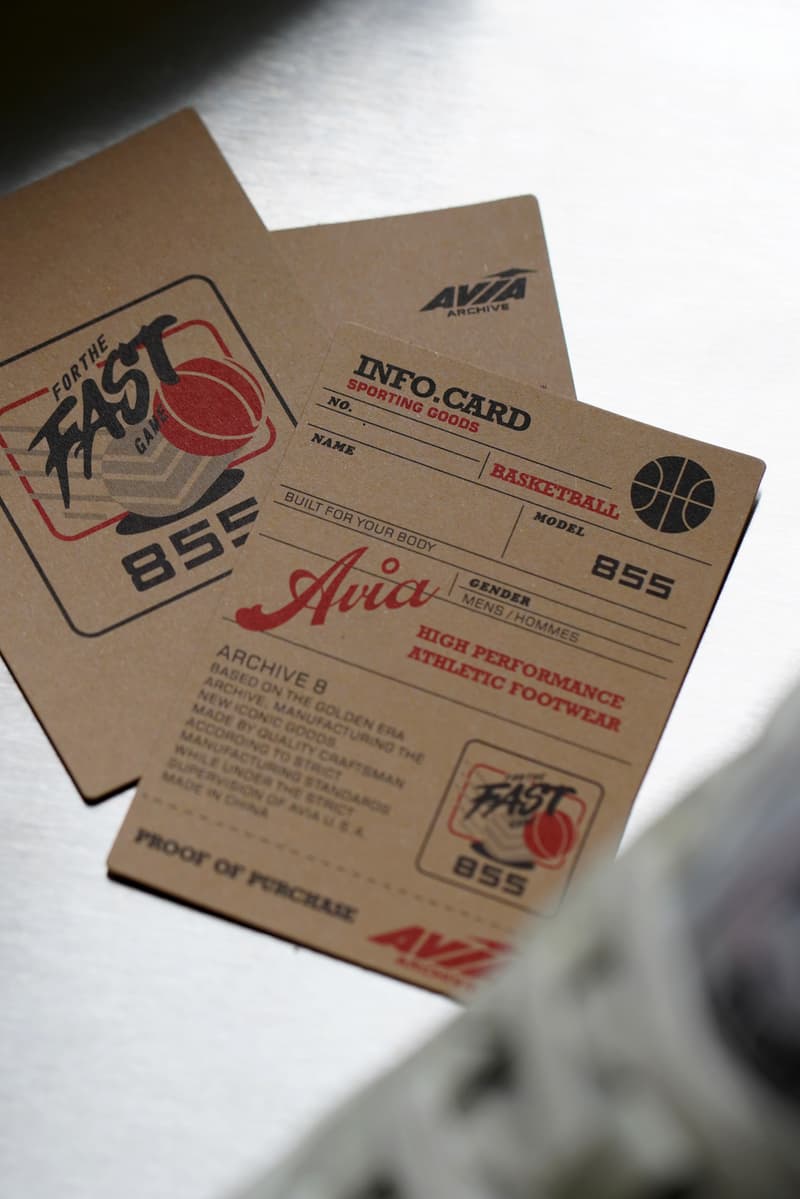 FOR THE
FAST
GAME
855
AVIA
ARCHIVE
INFO.CARD
SPORTING GOODS
NO.
BASKETBALL
NAME
MODEL
855
BUILT FOR YOUR BODY
Avia
GENDER
MENS / HOMMES
HIGH PERFORMANCE
ATHLETIC FOOTWEAR
ARCHIVE 8
BASED ON THE GOLDEN ERA
ARCHIVE, MANUFACTURING THE
NEW ICONIC GOODS
MADE BY QUALITY CRAFTSMAN
ACCORDING TO STRICT
MANUFACTURING STANDARDS
WHILE UNDER THE STRICT
SUPERVISION OF AVIA U.S.A.
MADE IN CHINA
FOR THE
FAST
855
PROOF OF PURCHASE
AVIA